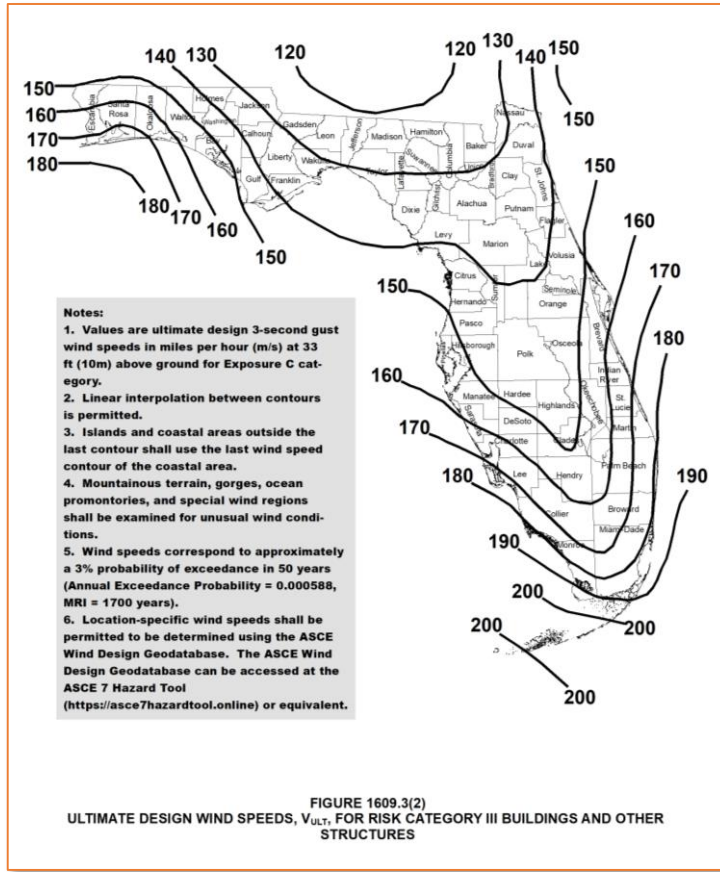 120
120
130
130
140
140
150
150
150
160
170
180
180
170
160
150
150
160
170
180
150
160
170
180
190
190
200
200
200
200
Escambia
Santa
Rosa
Okaloosa
Walton
Holmes
Washington
Bay
Jackson
Calhoun
Gulf
Gadsden
Liberty
Franklin
Leon
Wakulla
Jefferson
Madison
Taylor
Hamilton
Suwannee
Lafayette
Columbia
Dixie
Gilchrist
Baker
Union
Bradford
Nassau
Duval
Clay
St. Johns
Alachua
Putnam
Flagler
Levy
Marion
Volusia
Lake
Citrus
Sumter
Hernando
Seminole
Orange
Pasco
Hillsborough
Pinellas
Polk
Osceola
Brevard
Indian
River
Manatee
Hardee
Highlands
Okeechobee
St.
Lucie
Sarasota
DeSoto
Martin
Charlotte
Glades
Lee
Hendry
Palm Beach
Collier
Broward
Monroe
Miami-Dade
Notes:
1. Values are ultimate design 3-second gust
wind speeds in miles per hour (m/s) at 33
ft (10m) above ground for Exposure C cat-
egory.
2. Linear interpolation between contours
is permitted.
3. Islands and coastal areas outside the
last contour shall use the last wind speed
contour of the coastal area.
4. Mountainous terrain, gorges, ocean
promontories, and special wind regions
shall be examined for unusual wind condi-
tions.
5. Wind speeds correspond to approximately
a 3% probability of exceedance in 50 years
(Annual Exceedance Probability = 0.000588,
MRI = 1700 years).
6. Location-specific wind speeds shall be
permitted to be determined using the ASCE
Wind Design Geodatabase. The ASCE Wind
Design Geodatabase can be accessed at the
ASCE 7 Hazard Tool
(https://asce7hazardtool.online) or equivalent.
FIGURE 1609.3(2)
ULTIMATE DESIGN WIND SPEEDS, VULT, FOR RISK CATEGORY III BUILDINGS AND OTHER
STRUCTURES